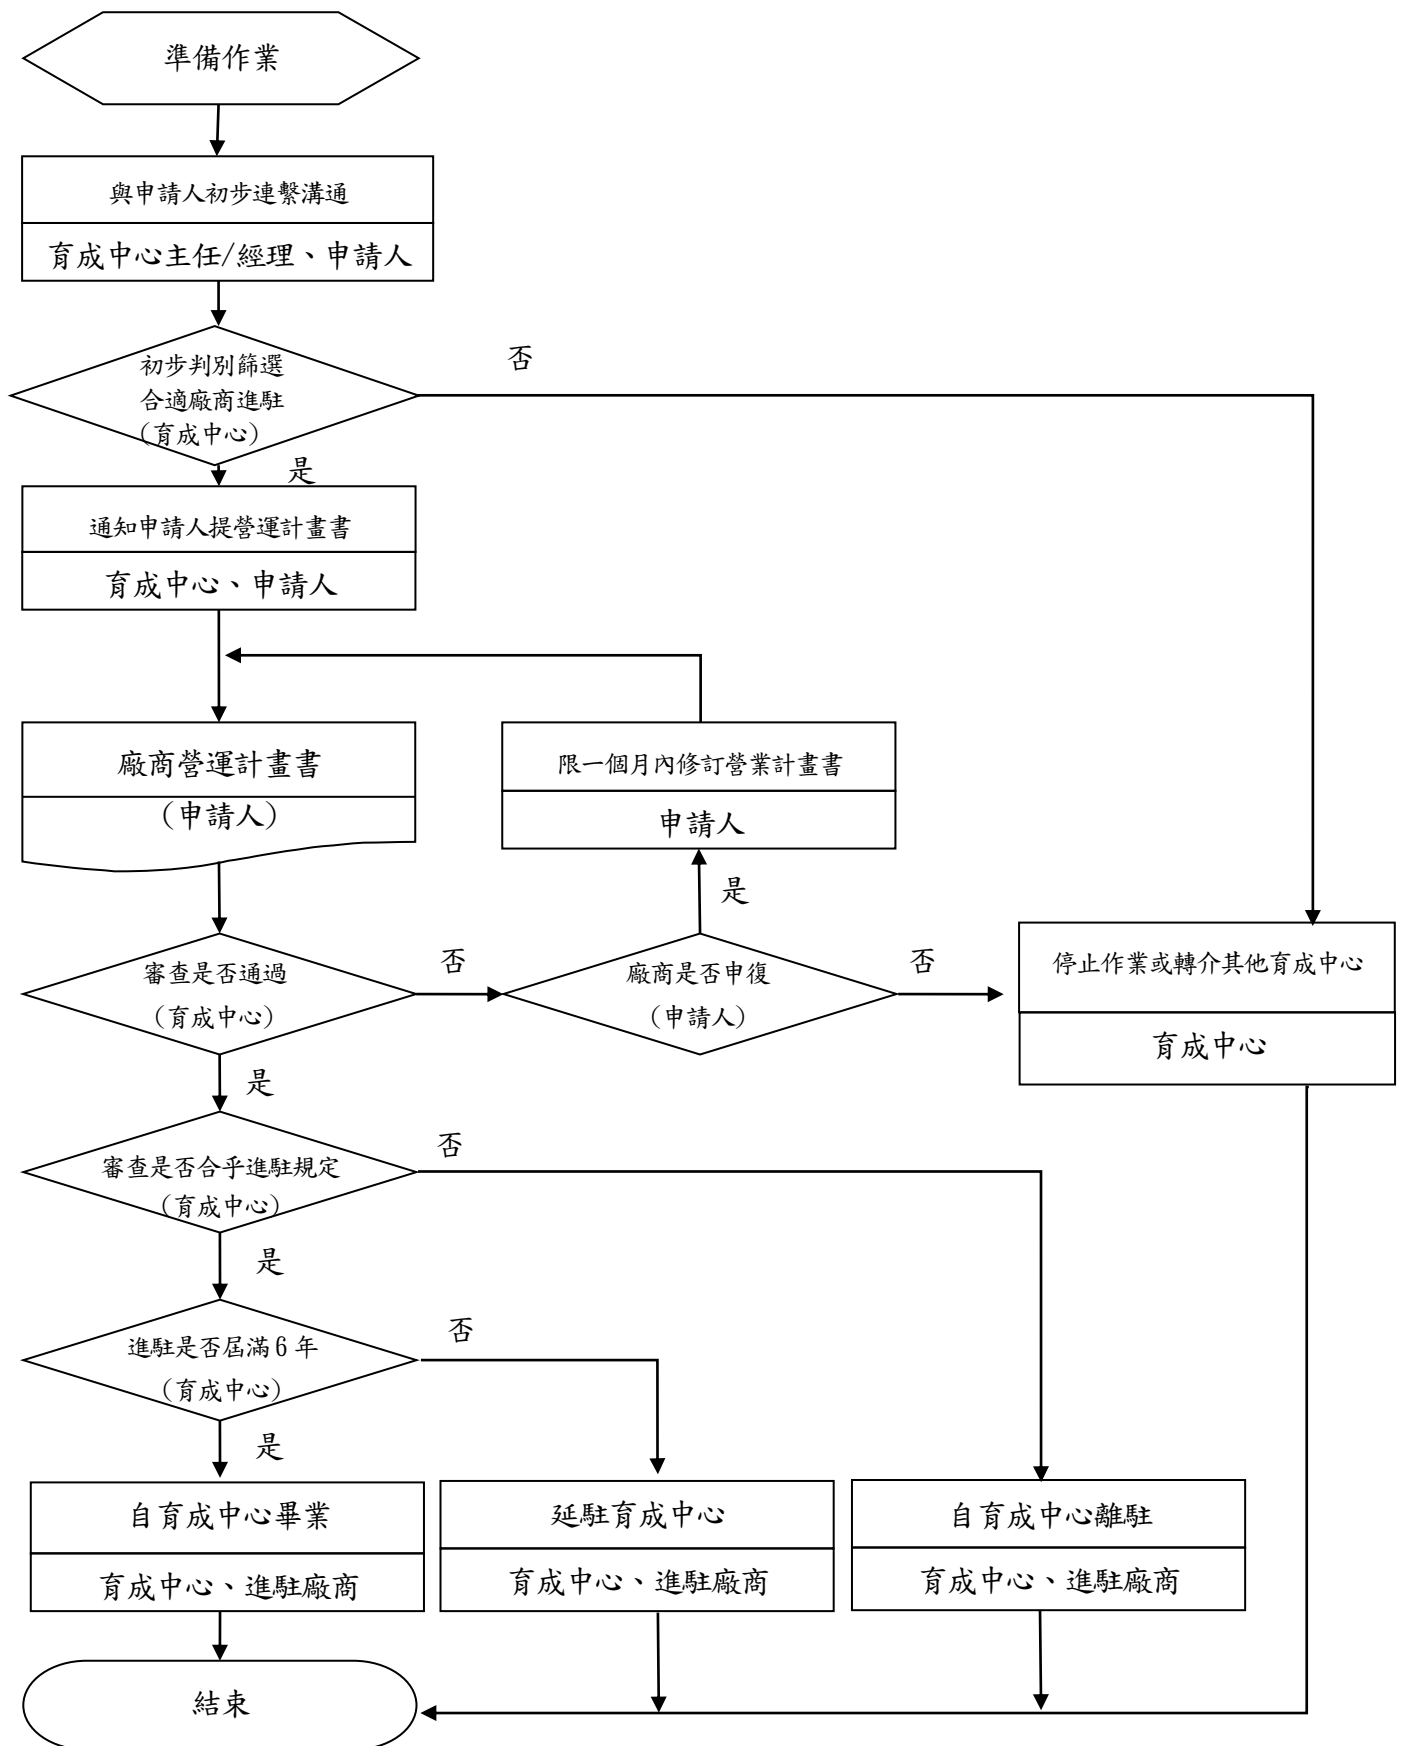 準備作業
與申請人初步連繫溝通
育成中心主任/經理、申請人
初步判別篩選
合適廠商進駐
(育成中心)
否
是
通知申請人提營運計畫書
育成中心、申請人
廠商營運計畫書
(申請人)
限一個月內修訂營業計畫書
申請人
是
審查是否通過
(育成中心)
否
廠商是否申復
(申請人)
否
停止作業或轉介其他育成中心
育成中心
是
審查是否合乎進駐規定
(育成中心)
否
是
進駐是否屆滿6年
(育成中心)
否
是
自育成中心畢業
育成中心、進駐廠商
延駐育成中心
育成中心、進駐廠商
自育成中心離駐
育成中心、進駐廠商
結束